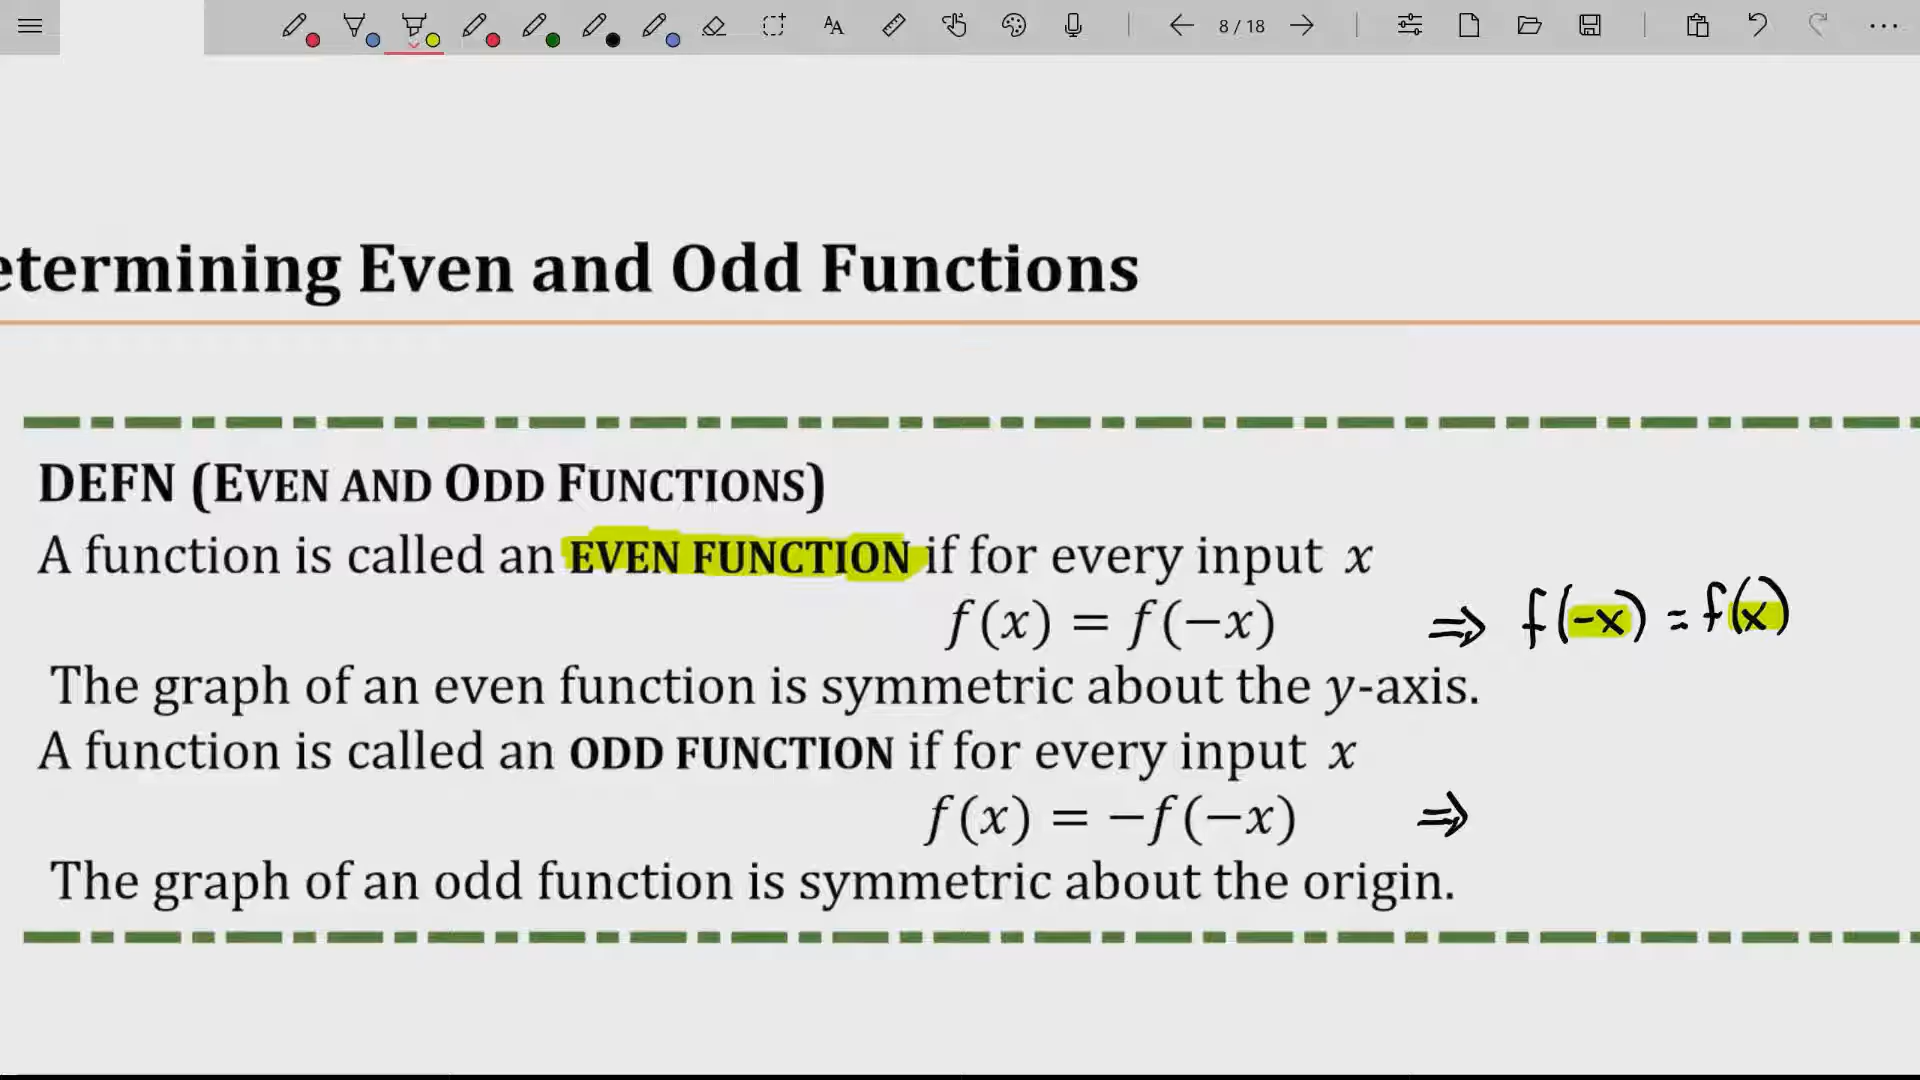 8 / 18
etermining Even and Odd Functions
DEFN (EVEN AND ODD FUNCTIONS)
A function is called an EVEN FUNCTION if for every input x
f(x) = f(−x) ⇒ f(-x) = f(x)
The graph of an even function is symmetric about the y-axis.
A function is called an ODD FUNCTION if for every input x
f(x) = −f(−x) ⇒
The graph of an odd function is symmetric about the origin.